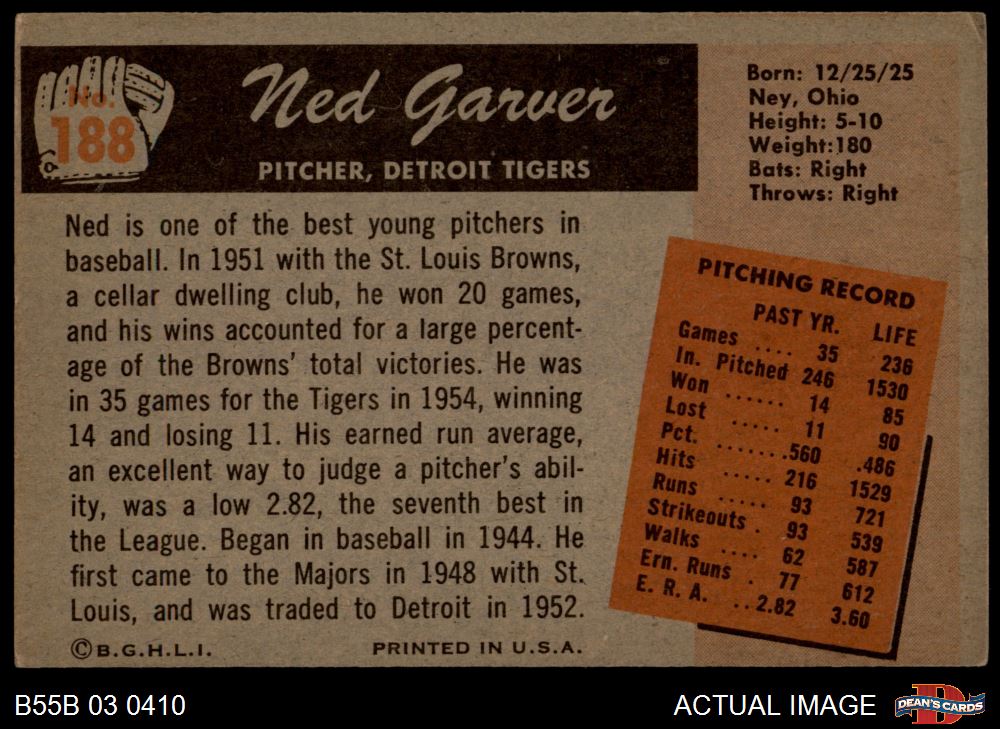 No.
188
Ned Garver
PITCHER, DETROIT TIGERS
Born: 12/25/25
Ney, Ohio
Height: 5-10
Weight:180
Bats: Right
Throws: Right
Ned is one of the best young pitchers in
baseball. In 1951 with the St. Louis Browns,
a cellar dwelling club, he won 20 games,
and his wins accounted for a large percent-
age of the Browns' total victories. He was
in 35 games for the Tigers in 1954, winning
14 and losing 11. His earned run average,
an excellent way to judge a pitcher's abil-
ity, was a low 2.82, the seventh best in
the League. Began in baseball in 1944. He
first came to the Majors in 1948 with St.
Louis, and was traded to Detroit in 1952.
PITCHING RECORD
PAST YR. LIFE
Games .... 35 236
In. Pitched 246 1530
Won ...... 14 85
Lost ..... 11 90
Pct. .......560 .486
Hits ..... 216 1529
Runs ..... 93 721
Strikeouts . 93 539
Walks .... 62 587
Ern. Runs . 77 612
E. R. A. ..2.82 3.60
©B.G.H.L.I. PRINTED IN U.S.A.
B55B 03 0410 ACTUAL IMAGE
D
DEAN'S CARDS